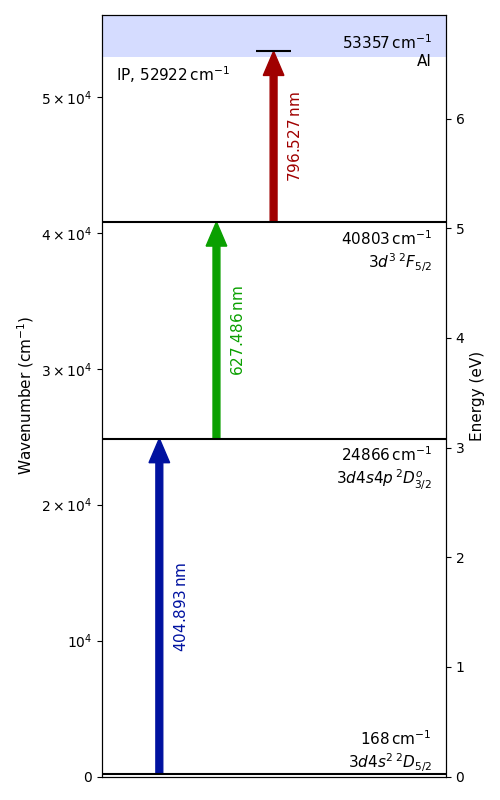 53357 cm⁻¹
AI
IP, 52922 cm⁻¹
796.527 nm
40803 cm⁻¹
3d³ ²F₅/₂
627.486 nm
24866 cm⁻¹
3d4s4p ²Dᵒ₃/₂
404.893 nm
168 cm⁻¹
3d4s² ²D₅/₂
Wavenumber (cm⁻¹)
5 × 10⁴
4 × 10⁴
3 × 10⁴
2 × 10⁴
10⁴
0
Energy (eV)
6
5
4
3
2
1
0